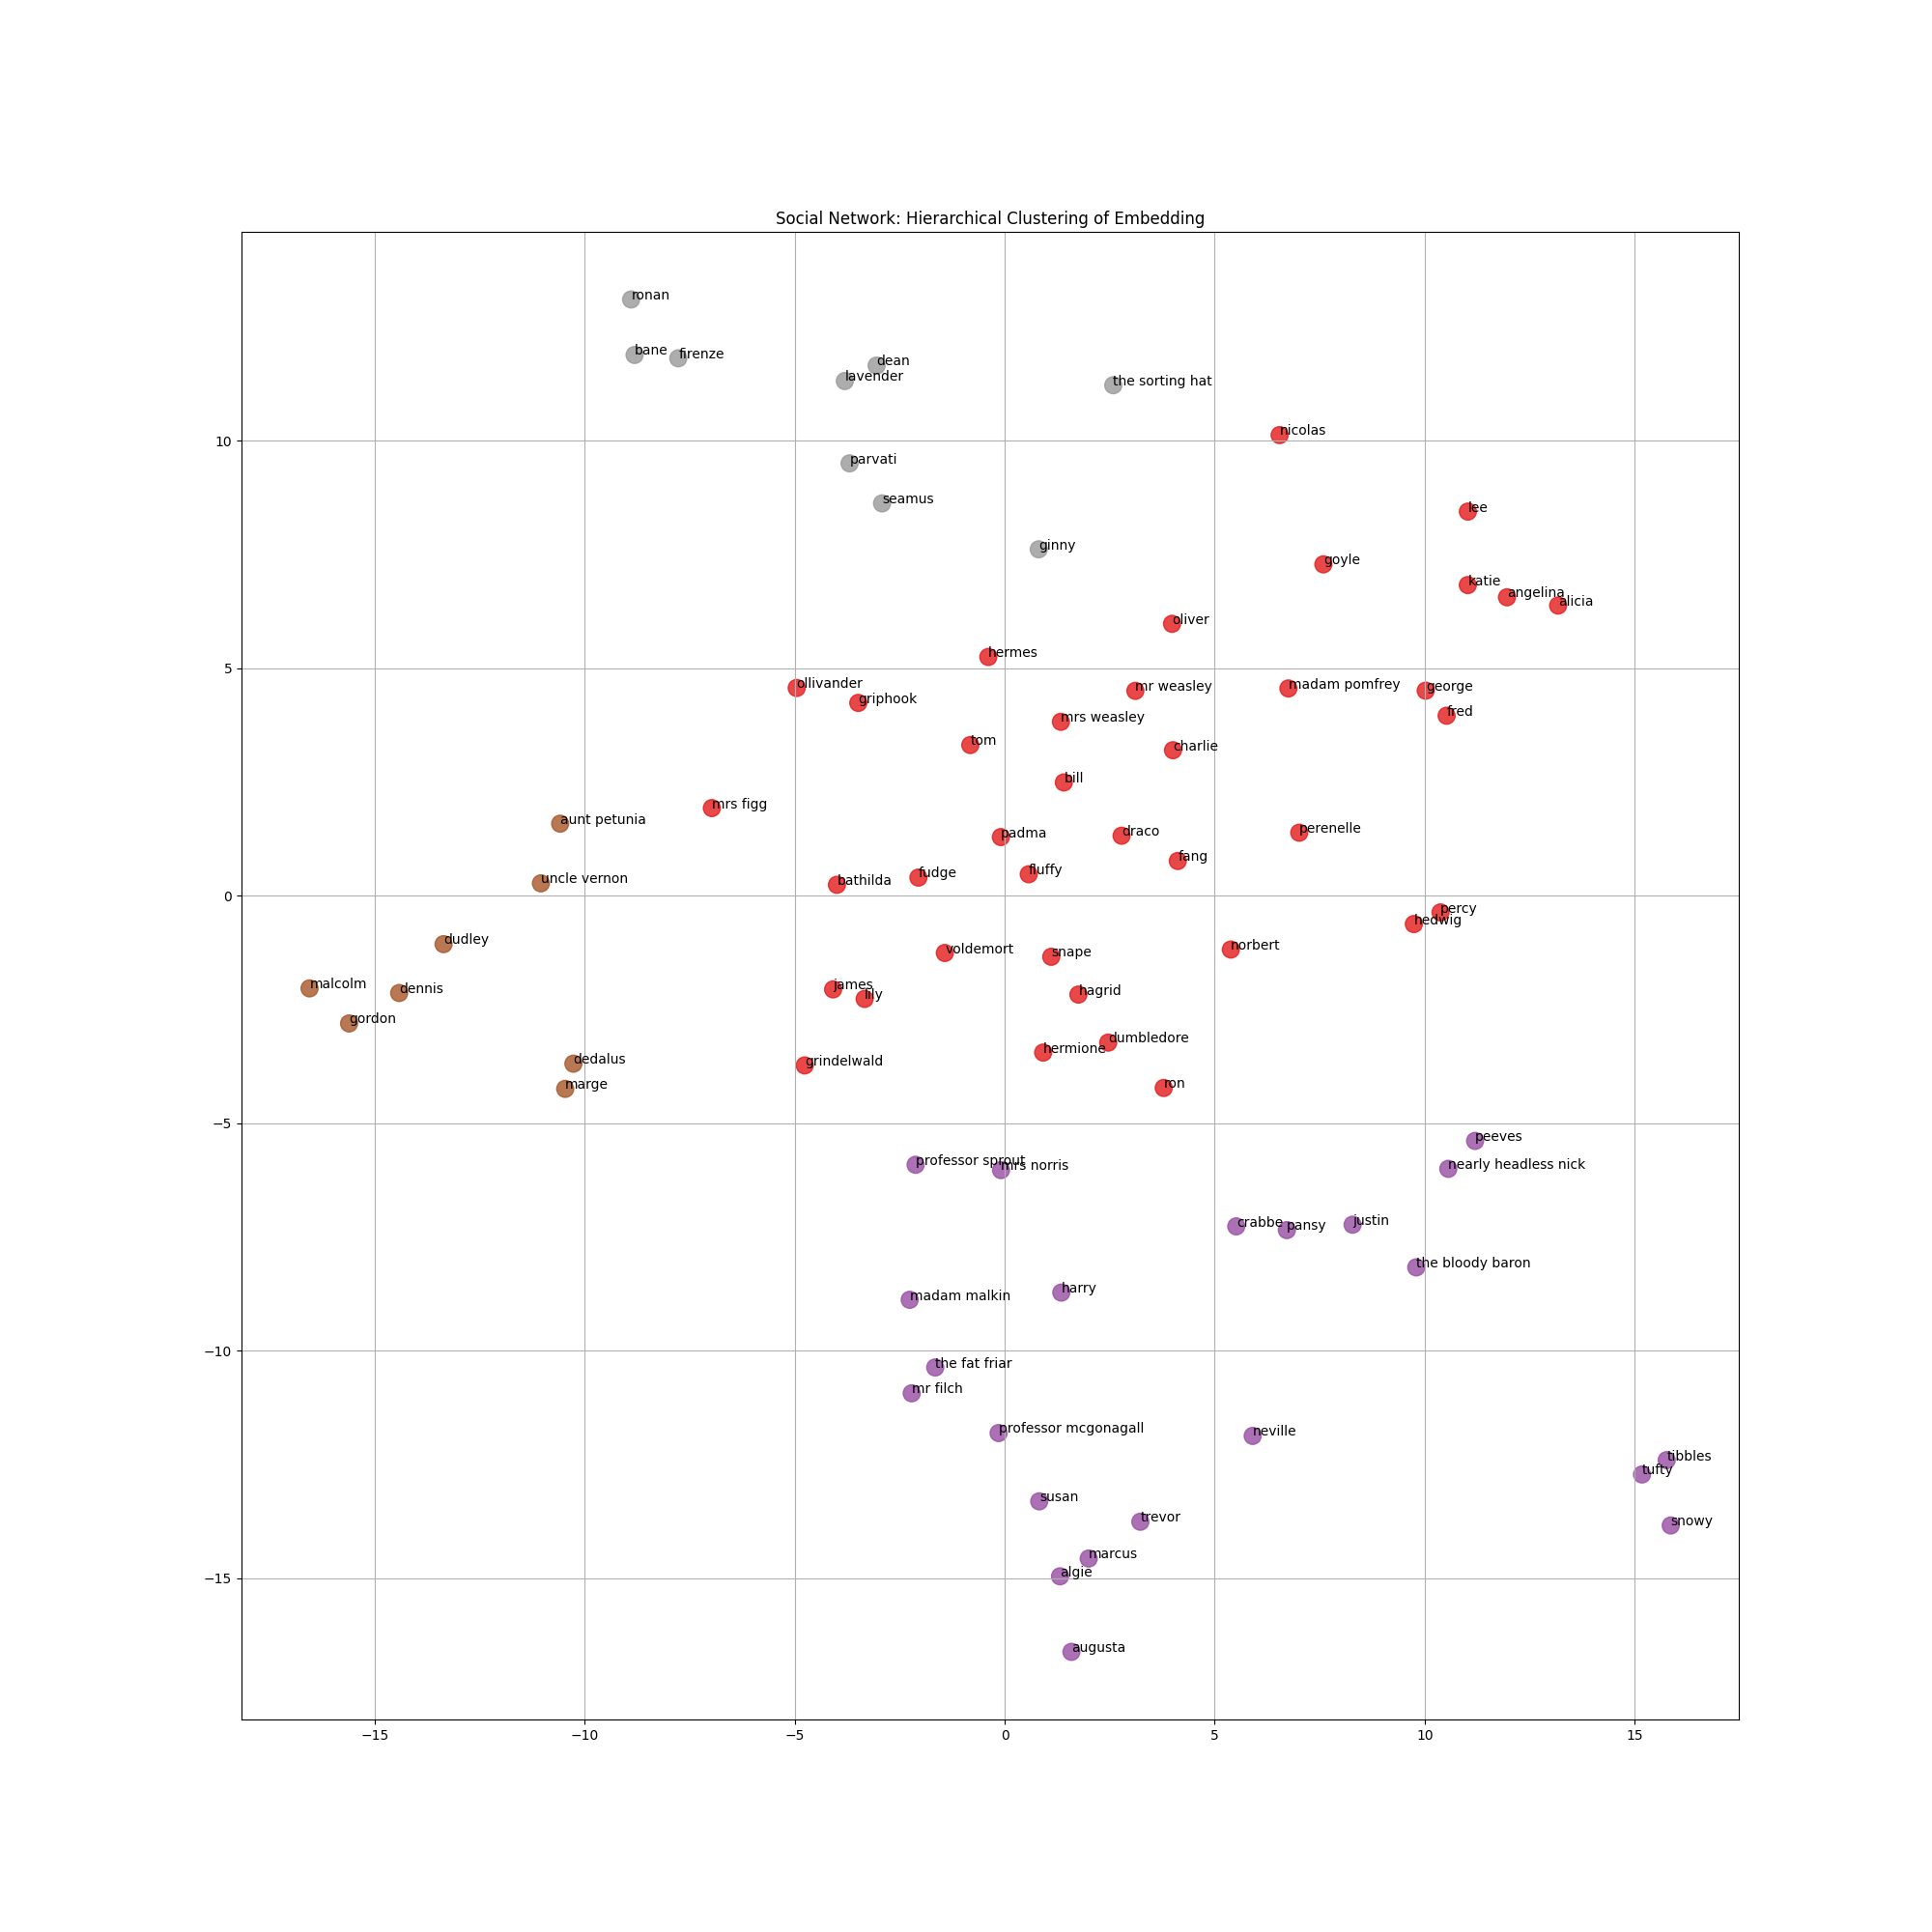 Social Network: Hierarchical Clustering of Embedding
ronan
bane
firenze
dean
lavender
the sorting hat
nicolas
10
parvati
seamus
lee
ginny
goyle
katie
angelina
alicia
oliver
hermes
5
ollivander
mr weasley
madam pomfrey
george
griphook
fred
mrs weasley
tom
charlie
bill
mrs figg
aunt petunia
padma
draco
perenelle
fang
uncle vernon
bathilda
fudge
fluffy
0
percy
hedwig
dudley
voldemort
snape
norbert
malcolm
dennis
james
lily
hagrid
gordon
dedalus
grindelwald
hermione
dumbledore
marge
ron
−5
peeves
professor sprout
mrs norris
nearly headless nick
crabbe
pansy
justin
the bloody baron
madam malkin
harry
−10
the fat friar
mr filch
professor mcgonagall
neville
tibbles
tufty
susan
trevor
snowy
marcus
algie
−15
augusta
−15
−10
−5
0
5
10
15